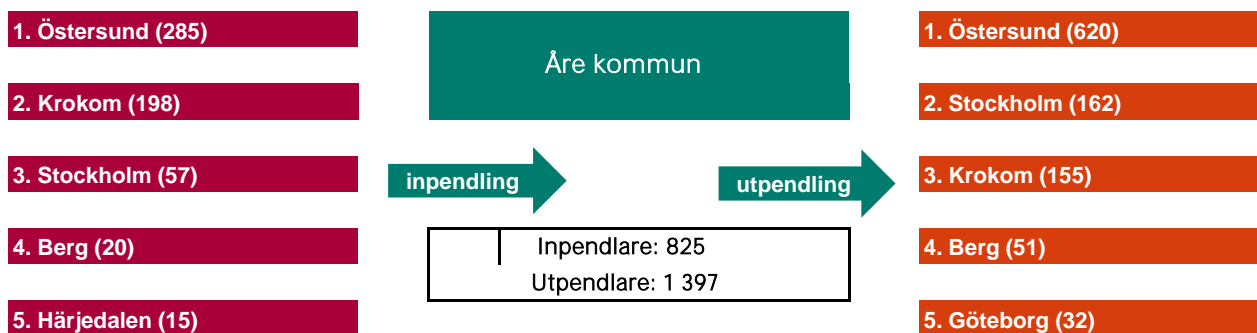 1. Östersund (285)
2. Krokom (198)
3. Stockholm (57)
4. Berg (20)
5. Härjedalen (15)
Åre kommun
inpendling
utpendling
Inpendlare: 825
Utpendlare: 1 397
1. Östersund (620)
2. Stockholm (162)
3. Krokom (155)
4. Berg (51)
5. Göteborg (32)